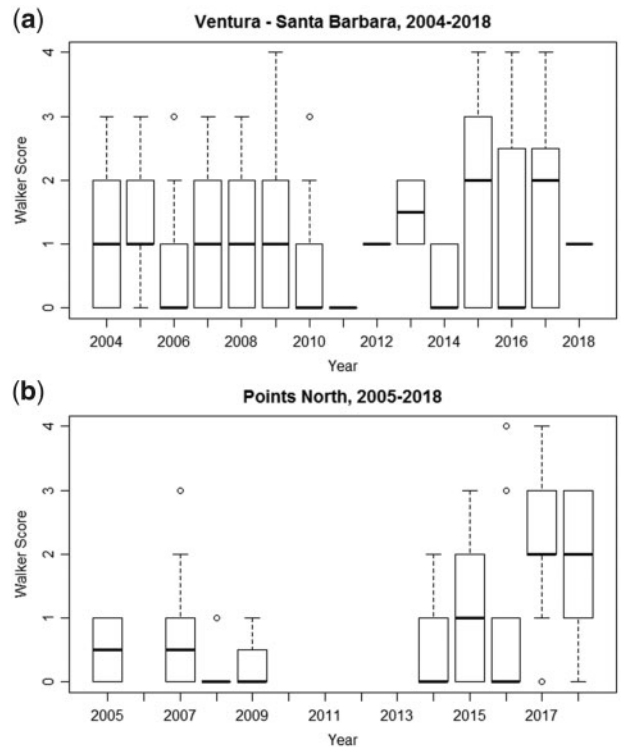 (a)
Ventura - Santa Barbara, 2004-2018
4
3
2
1
0
Walker Score
2004 2006 2008 2010 2012 2014 2016 2018
Year
(b)
Points North, 2005-2018
4
3
2
1
0
Walker Score
2005 2007 2009 2011 2013 2015 2017
Year